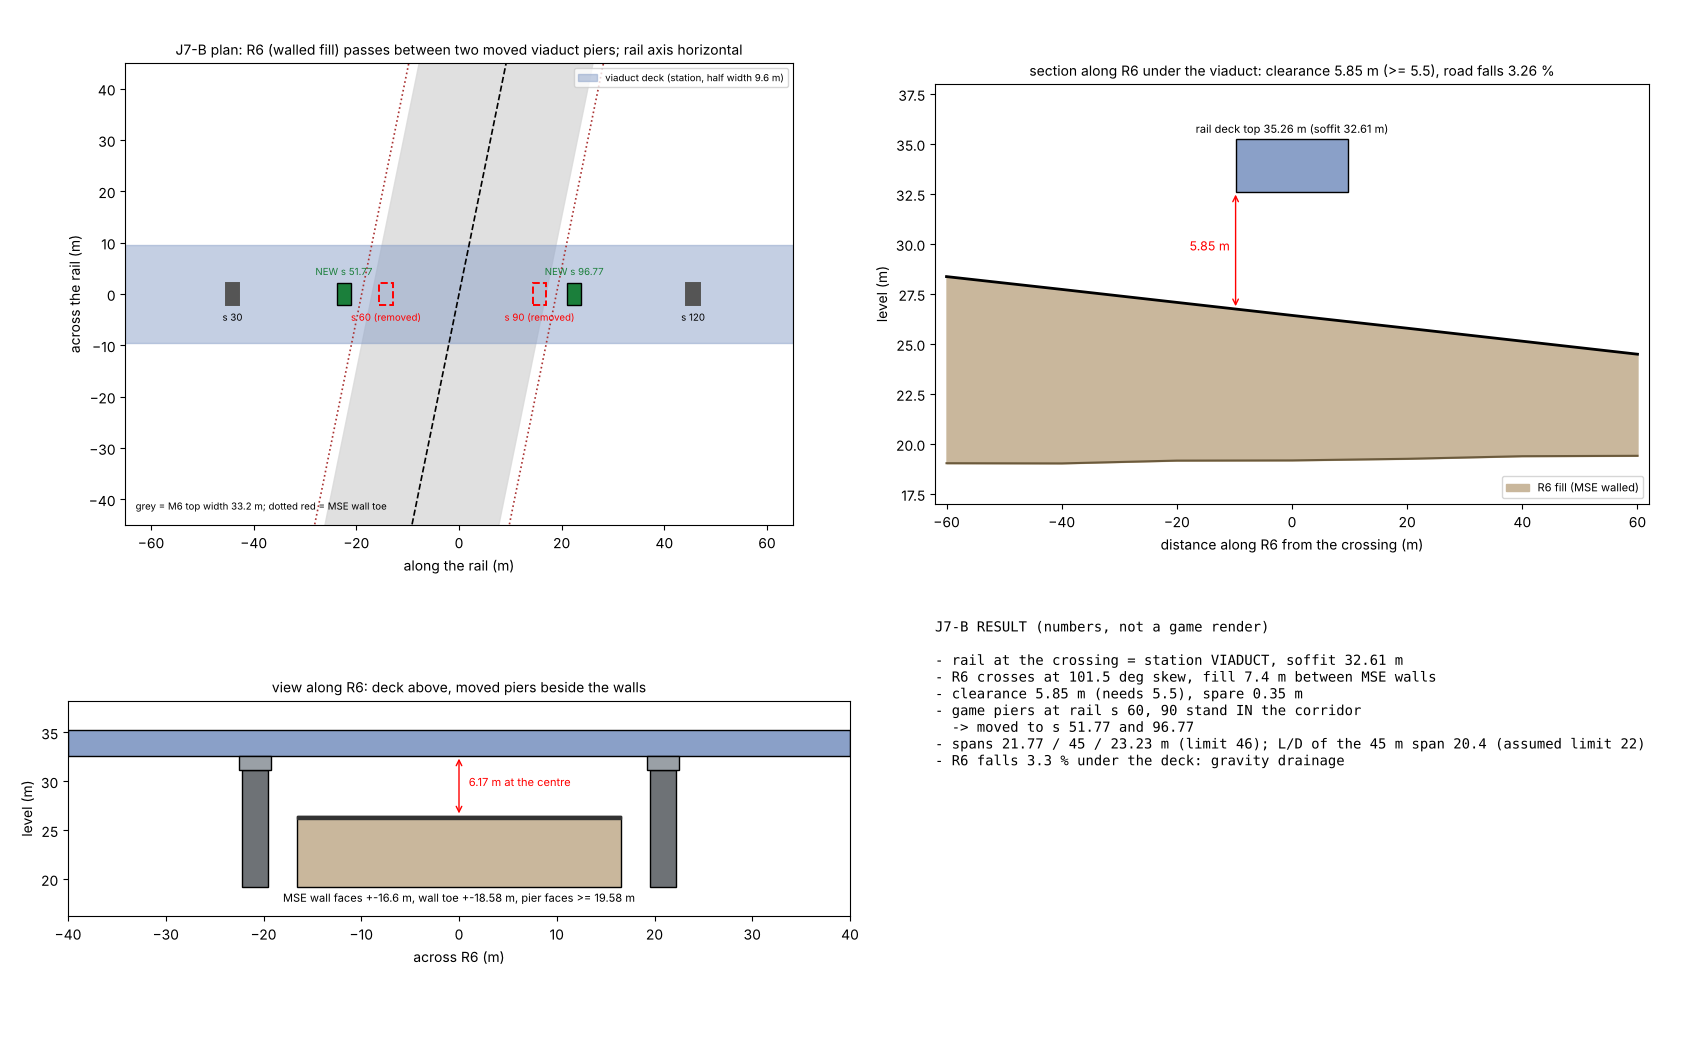 J7-B plan: R6 (walled fill) passes between two moved viaduct piers; rail axis horizontal
viaduct deck (station, half width 9.6 m)
40
30
20
10
0
−10
−20
−30
−40
across the rail (m)
NEW s 51.77
NEW s 96.77
s 30
s 60 (removed)
s 90 (removed)
s 120
grey = M6 top width 33.2 m; dotted red = MSE wall toe
−60
−40
−20
0
20
40
60
along the rail (m)
section along R6 under the viaduct: clearance 5.85 m (>= 5.5), road falls 3.26 %
37.5
35.0
32.5
30.0
27.5
25.0
22.5
20.0
17.5
level (m)
rail deck top 35.26 m (soffit 32.61 m)
5.85 m
R6 fill (MSE walled)
−60
−40
−20
0
20
40
60
distance along R6 from the crossing (m)
view along R6: deck above, moved piers beside the walls
35
30
25
20
level (m)
6.17 m at the centre
MSE wall faces +-16.6 m, wall toe +-18.58 m, pier faces >= 19.58 m
−40
−30
−20
−10
0
10
20
30
40
across R6 (m)
J7-B RESULT (numbers, not a game render)
- rail at the crossing = station VIADUCT, soffit 32.61 m
- R6 crosses at 101.5 deg skew, fill 7.4 m between MSE walls
- clearance 5.85 m (needs 5.5), spare 0.35 m
- game piers at rail s 60, 90 stand IN the corridor
-> moved to s 51.77 and 96.77
- spans 21.77 / 45 / 23.23 m (limit 46); L/D of the 45 m span 20.4 (assumed limit 22)
- R6 falls 3.3 % under the deck: gravity drainage